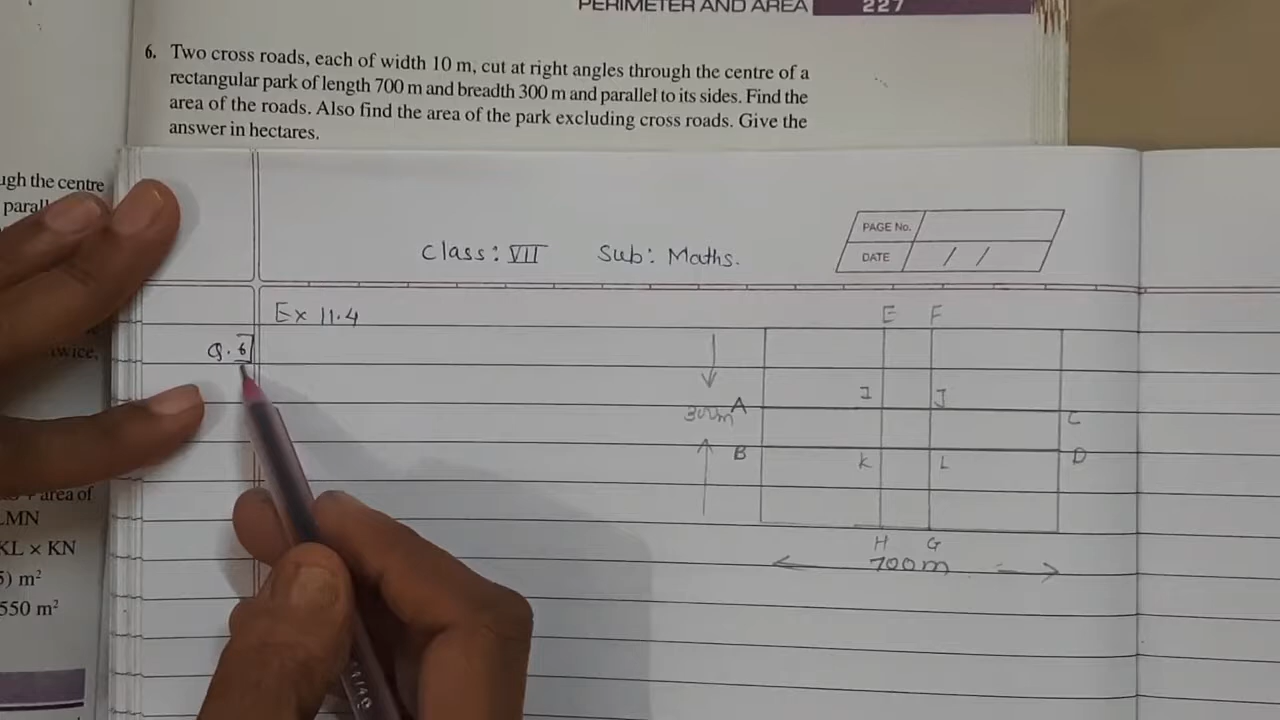 PERIMETER AND AREA 227
6. Two cross roads, each of width 10 m, cut at right angles through the centre of a
rectangular park of length 700 m and breadth 300 m and parallel to its sides. Find the
area of the roads. Also find the area of the park excluding cross roads. Give the
answer in hectares.
ugh the centre
area of
LMN
KL × KN
5) m²
550 m²
PAGE No.
DATE / /
Class: VII Sub: Maths.
Ex 11.4
Q. 6
E F
I J
300m A C
B K L D
H G
700m